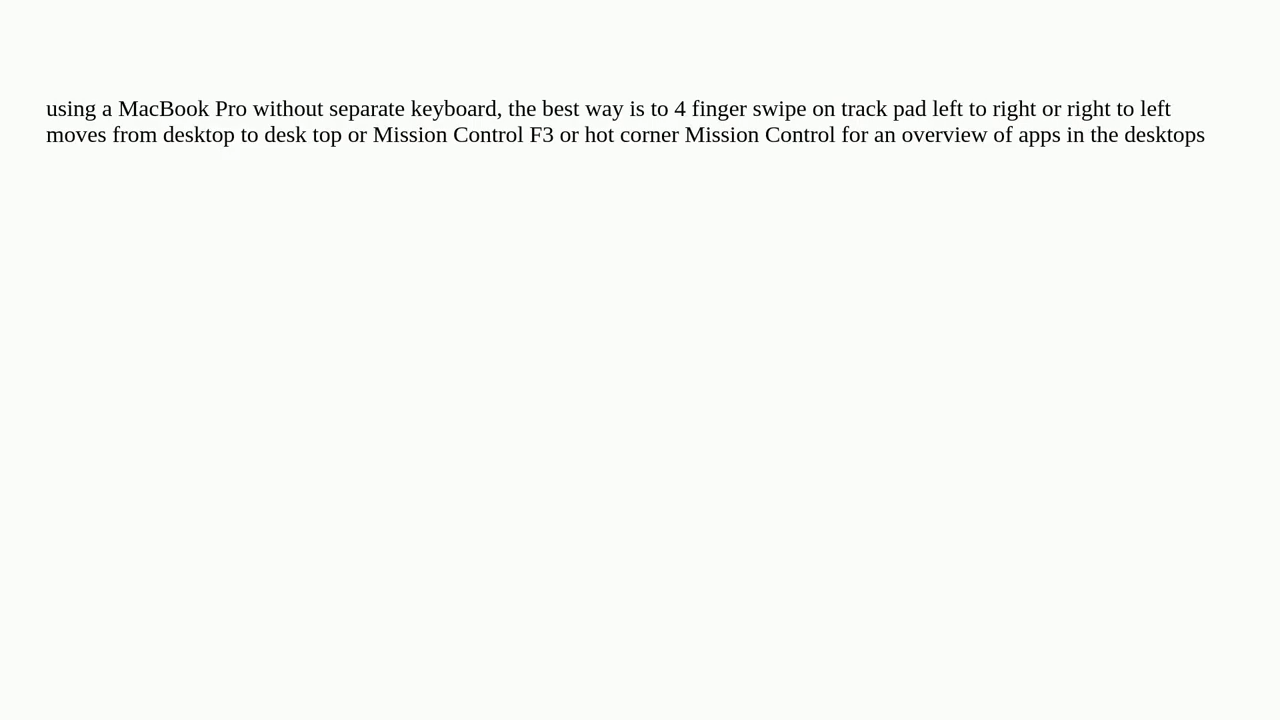 using a MacBook Pro without separate keyboard, the best way is to 4 finger swipe on track pad left to right or right to left
moves from desktop to desk top or Mission Control F3 or hot corner Mission Control for an overview of apps in the desktops